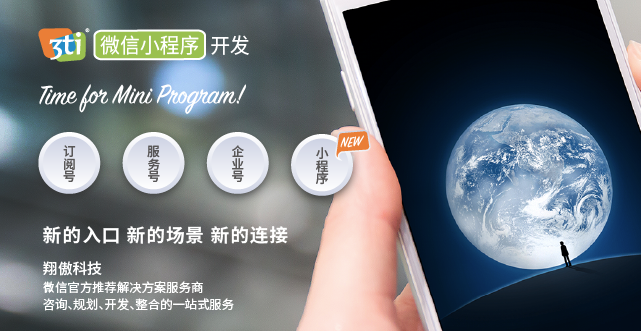 3ti® 微信小程序 开发
Time for Mini Program!
订阅号 服务号 企业号 小程序 NEW
新的入口 新的场景 新的连接
翔傲科技
微信官方推荐解决方案服务商
咨询、规划、开发、整合的一站式服务